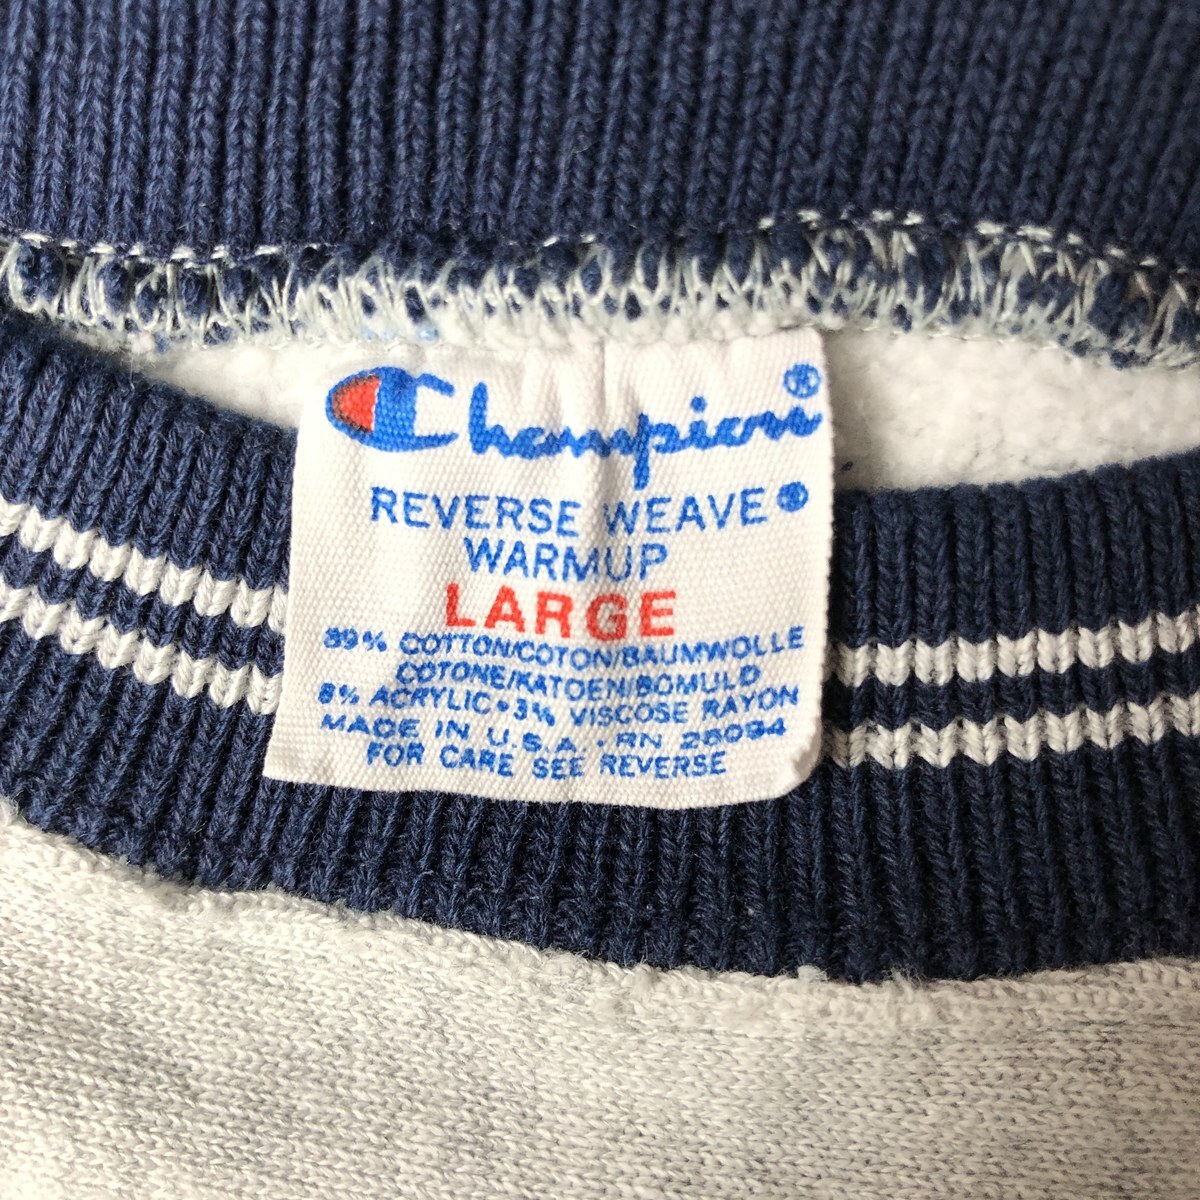 Champion®
REVERSE WEAVE®
WARMUP
LARGE
89% COTTON/COTON/BAUMWOLLE
COTONE/KATOEN/BOMULD
8% ACRYLIC • 3% VISCOSE RAYON
MADE IN U.S.A. • RN 26094
FOR CARE SEE REVERSE